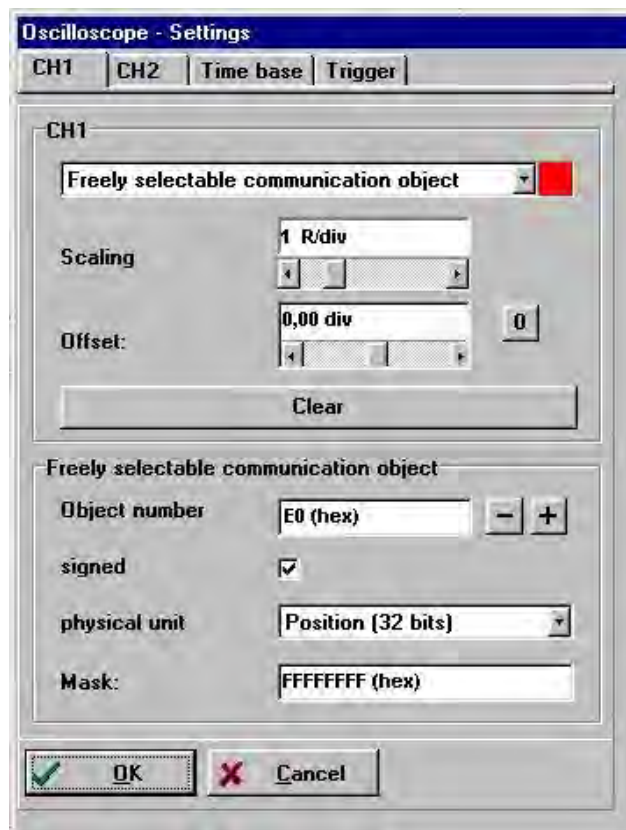 Oscilloscope - Settings
CH1 CH2 Time base Trigger
CH1
Freely selectable communication object
Scaling 1 R/div
Offset: 0,00 div 0
Clear
Freely selectable communication object
Object number E0 (hex) - +
signed
physical unit Position (32 bits)
Mask: FFFFFFFF (hex)
OK Cancel